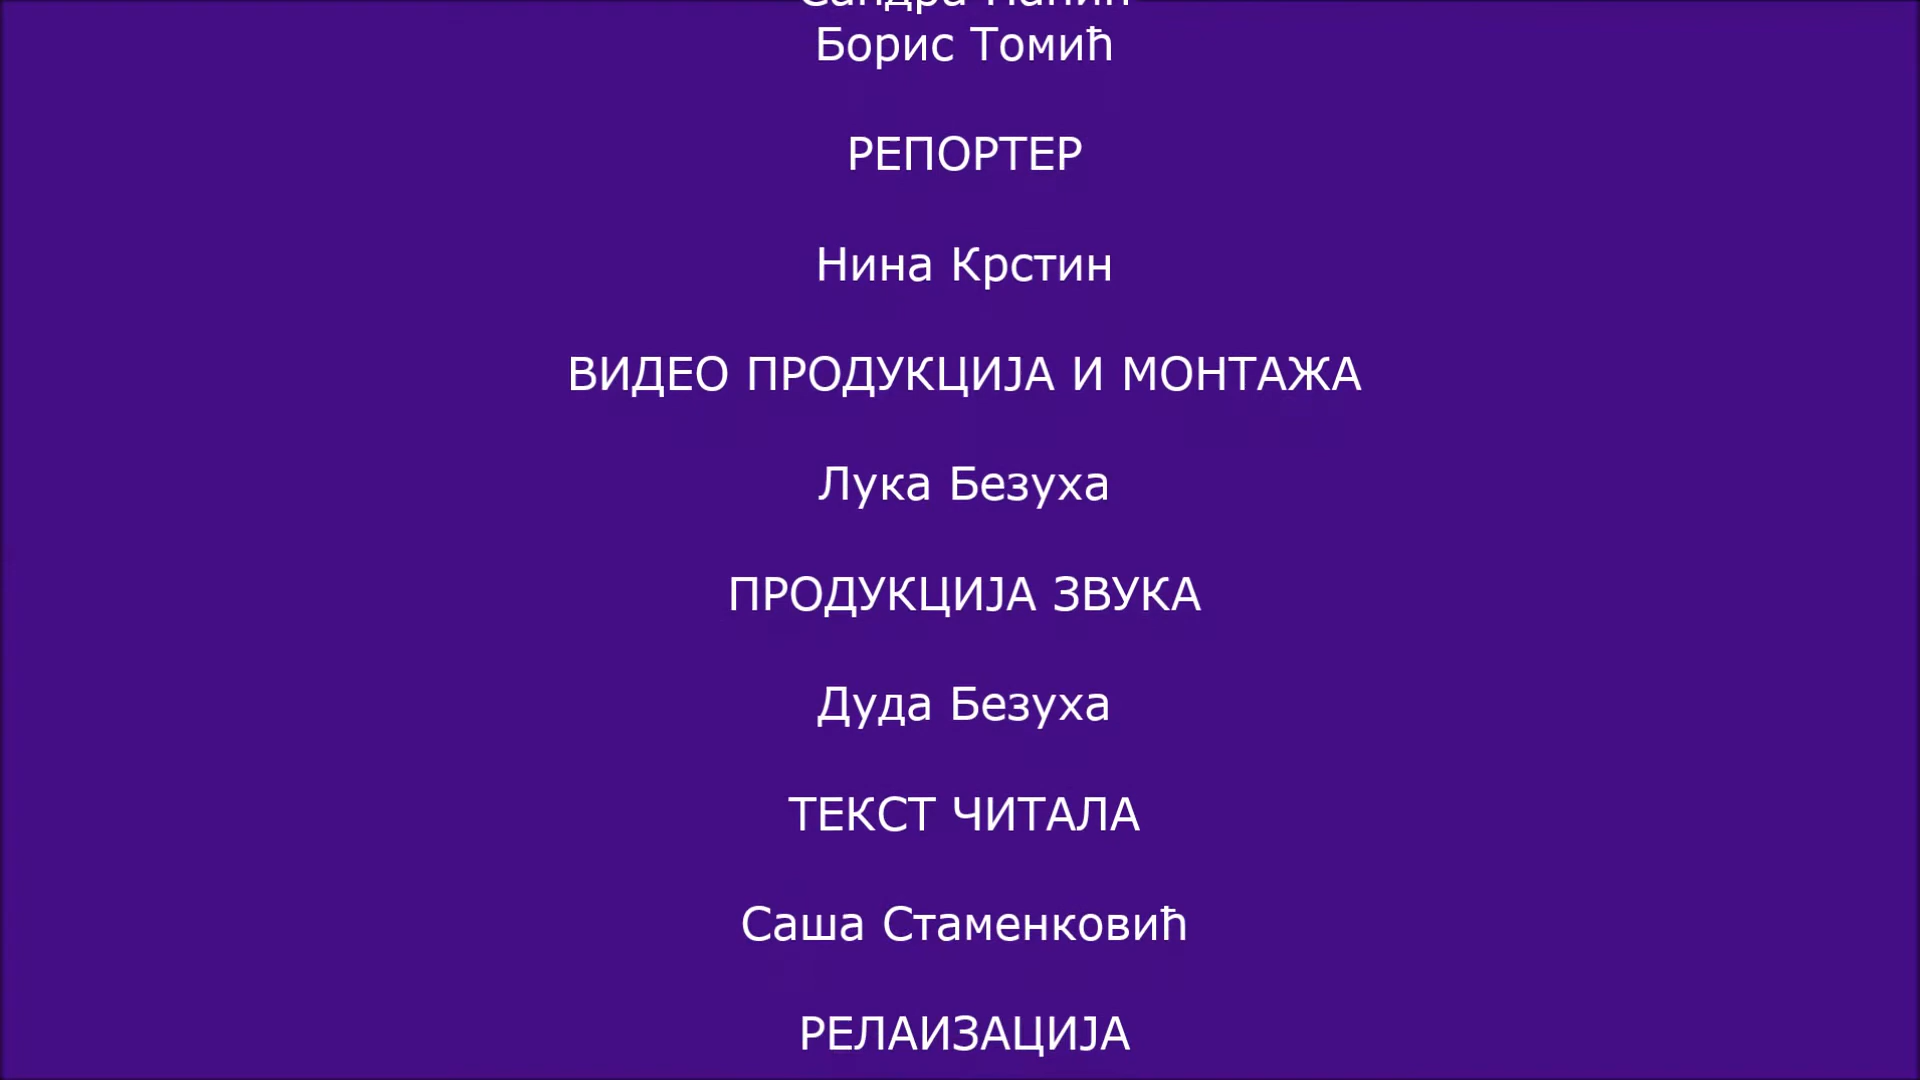 Сандра
Борис Томић
РЕПОРТЕР
Нина Крстин
ВИДЕО ПРОДУКЦИЈА И МОНТАЖА
Лука Безуха
ПРОДУКЦИЈА ЗВУКА
Дуда Безуха
ТЕКСТ ЧИТАЛА
Саша Стаменковић
РЕЛАИЗАЦИЈА